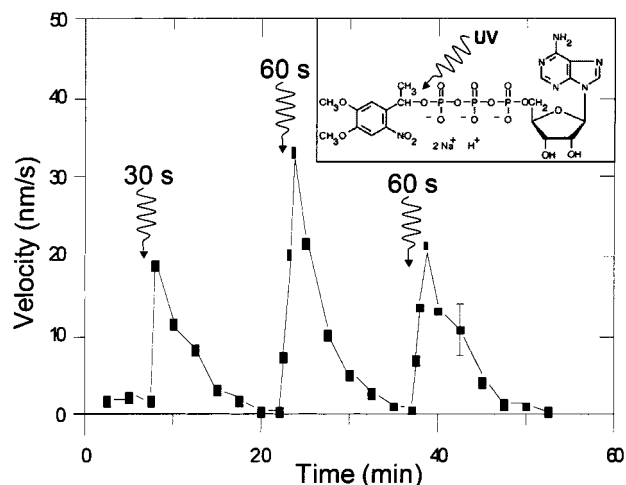 50
40
30
20
10
0
0
20
40
60
Velocity (nm/s)
Time (min)
30 s
60 s
60 s
UV
NH₂
N
N
N
N
CH₃
O O O
CH₃O
O-P-O-P-O-P-OCH₂
O
CH₃O
NO₂
O O O
− − −
2 Na⁺ H⁺
OH OH